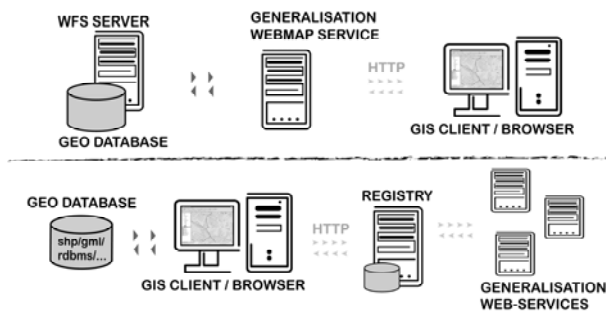 WFS SERVER
GENERALISATION
WEBMAP SERVICE
HTTP
GEO DATABASE
GIS CLIENT / BROWSER
GEO DATABASE
REGISTRY
shp/gml/
rdbms/...
HTTP
GIS CLIENT / BROWSER
GENERALISATION
WEB-SERVICES